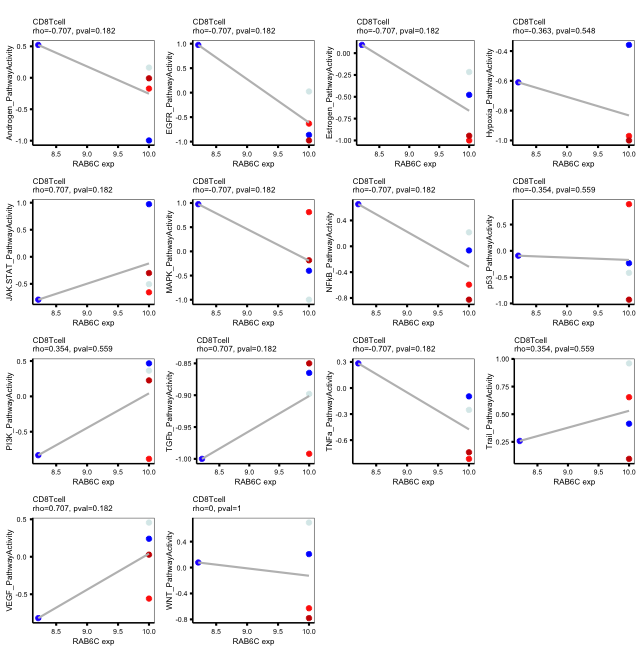 CD8Tcell
rho=-0.707, pval=0.182
Androgen_PathwayActivity
0.5
0.0
-0.5
-1.0
8.5 9.0 9.5 10.0
RAB6C exp
CD8Tcell
rho=-0.707, pval=0.182
EGFR_PathwayActivity
1.0
0.5
0.0
-0.5
-1.0
8.5 9.0 9.5 10.0
RAB6C exp
CD8Tcell
rho=-0.707, pval=0.182
Estrogen_PathwayActivity
0.00
-0.25
-0.50
-0.75
-1.00
8.5 9.0 9.5 10.0
RAB6C exp
CD8Tcell
rho=-0.363, pval=0.548
Hypoxia_PathwayActivity
-0.4
-0.6
-0.8
-1.0
8.5 9.0 9.5 10.0
RAB6C exp
CD8Tcell
rho=0.707, pval=0.182
JAK.STAT_PathwayActivity
1.0
0.5
0.0
-0.5
8.5 9.0 9.5 10.0
RAB6C exp
CD8Tcell
rho=-0.707, pval=0.182
MAPK_PathwayActivity
1.0
0.5
0.0
-0.5
-1.0
8.5 9.0 9.5 10.0
RAB6C exp
CD8Tcell
rho=-0.707, pval=0.182
NFkB_PathwayActivity
0.4
0.0
-0.4
-0.8
8.5 9.0 9.5 10.0
RAB6C exp
CD8Tcell
rho=-0.354, pval=0.559
p53_PathwayActivity
0.5
0.0
-0.5
-1.0
8.5 9.0 9.5 10.0
RAB6C exp
CD8Tcell
rho=0.354, pval=0.559
PI3K_PathwayActivity
0.5
0.0
-0.5
8.5 9.0 9.5 10.0
RAB6C exp
CD8Tcell
rho=0.707, pval=0.182
TGFb_PathwayActivity
-0.85
-0.90
-0.95
-1.00
8.5 9.0 9.5 10.0
RAB6C exp
CD8Tcell
rho=-0.707, pval=0.182
TNFa_PathwayActivity
0.3
0.0
-0.3
-0.6
8.5 9.0 9.5 10.0
RAB6C exp
CD8Tcell
rho=0.354, pval=0.559
Trail_PathwayActivity
1.00
0.75
0.50
0.25
8.5 9.0 9.5 10.0
RAB6C exp
CD8Tcell
rho=0.707, pval=0.182
VEGF_PathwayActivity
0.5
0.0
-0.5
8.5 9.0 9.5 10.0
RAB6C exp
CD8Tcell
rho=0, pval=1
WNT_PathwayActivity
0.4
0.0
-0.4
-0.8
8.5 9.0 9.5 10.0
RAB6C exp